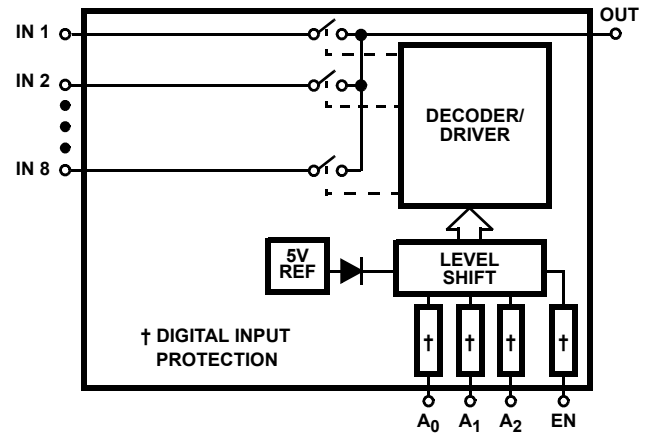 OUT
IN 1
IN 2
IN 8
DECODER/
DRIVER
5V
REF
LEVEL
SHIFT
† DIGITAL INPUT
PROTECTION
† † † †
A0 A1 A2 EN